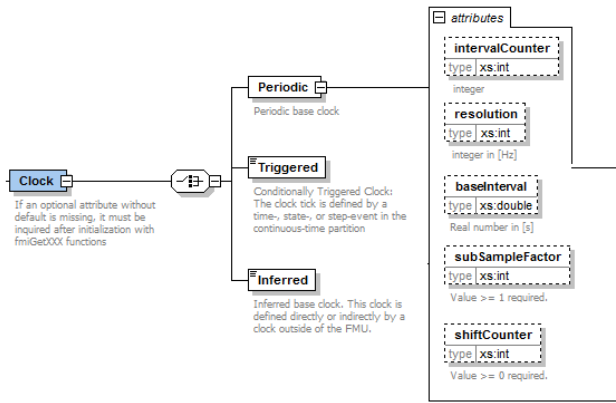 attributes
intervalCounter
type xs:int
integer
Periodic
Periodic base clock
resolution
type xs:int
integer in [Hz]
Clock
If an optional attribute without
default is missing, it must be
inquired after initialization with
fmiGetXXX functions
Triggered
Conditionally Triggered Clock:
The clock tick is defined by a
time-, state-, or step-event in the
continuous-time partition
baseInterval
type xs:double
Real number in [s]
subSampleFactor
type xs:int
Value >= 1 required.
Inferred
Inferred base clock. This clock is
defined directly or indirectly by a
clock outside of the FMU.
shiftCounter
type xs:int
Value >= 0 required.